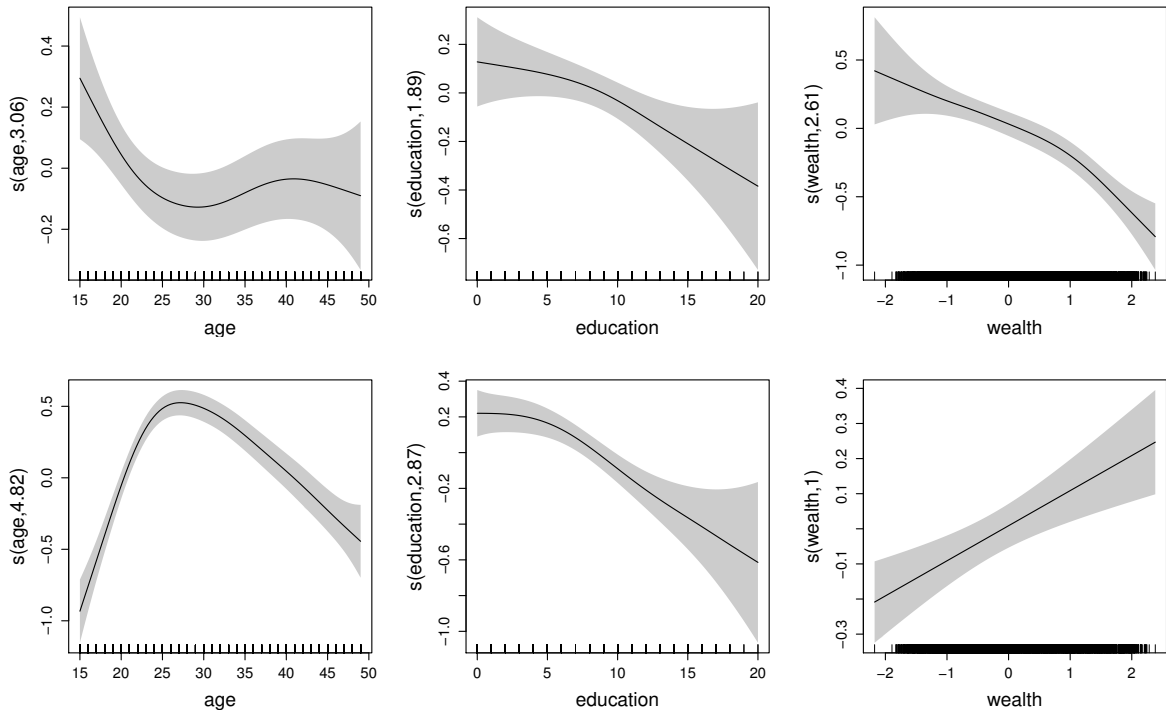 s(age,3.06)
0.4
0.2
0.0
−0.2
15 20 25 30 35 40 45 50
age
s(education,1.89)
0.2
0.0
−0.2
−0.4
−0.6
0 5 10 15 20
education
s(wealth,2.61)
0.5
0.0
−0.5
−1.0
−2 −1 0 1 2
wealth
s(age,4.82)
0.5
0.0
−0.5
−1.0
15 20 25 30 35 40 45 50
age
s(education,2.87)
0.4
0.2
−0.2
−0.6
−1.0
0 5 10 15 20
education
s(wealth,1)
0.4
0.3
0.2
0.1
−0.1
−0.3
−2 −1 0 1 2
wealth